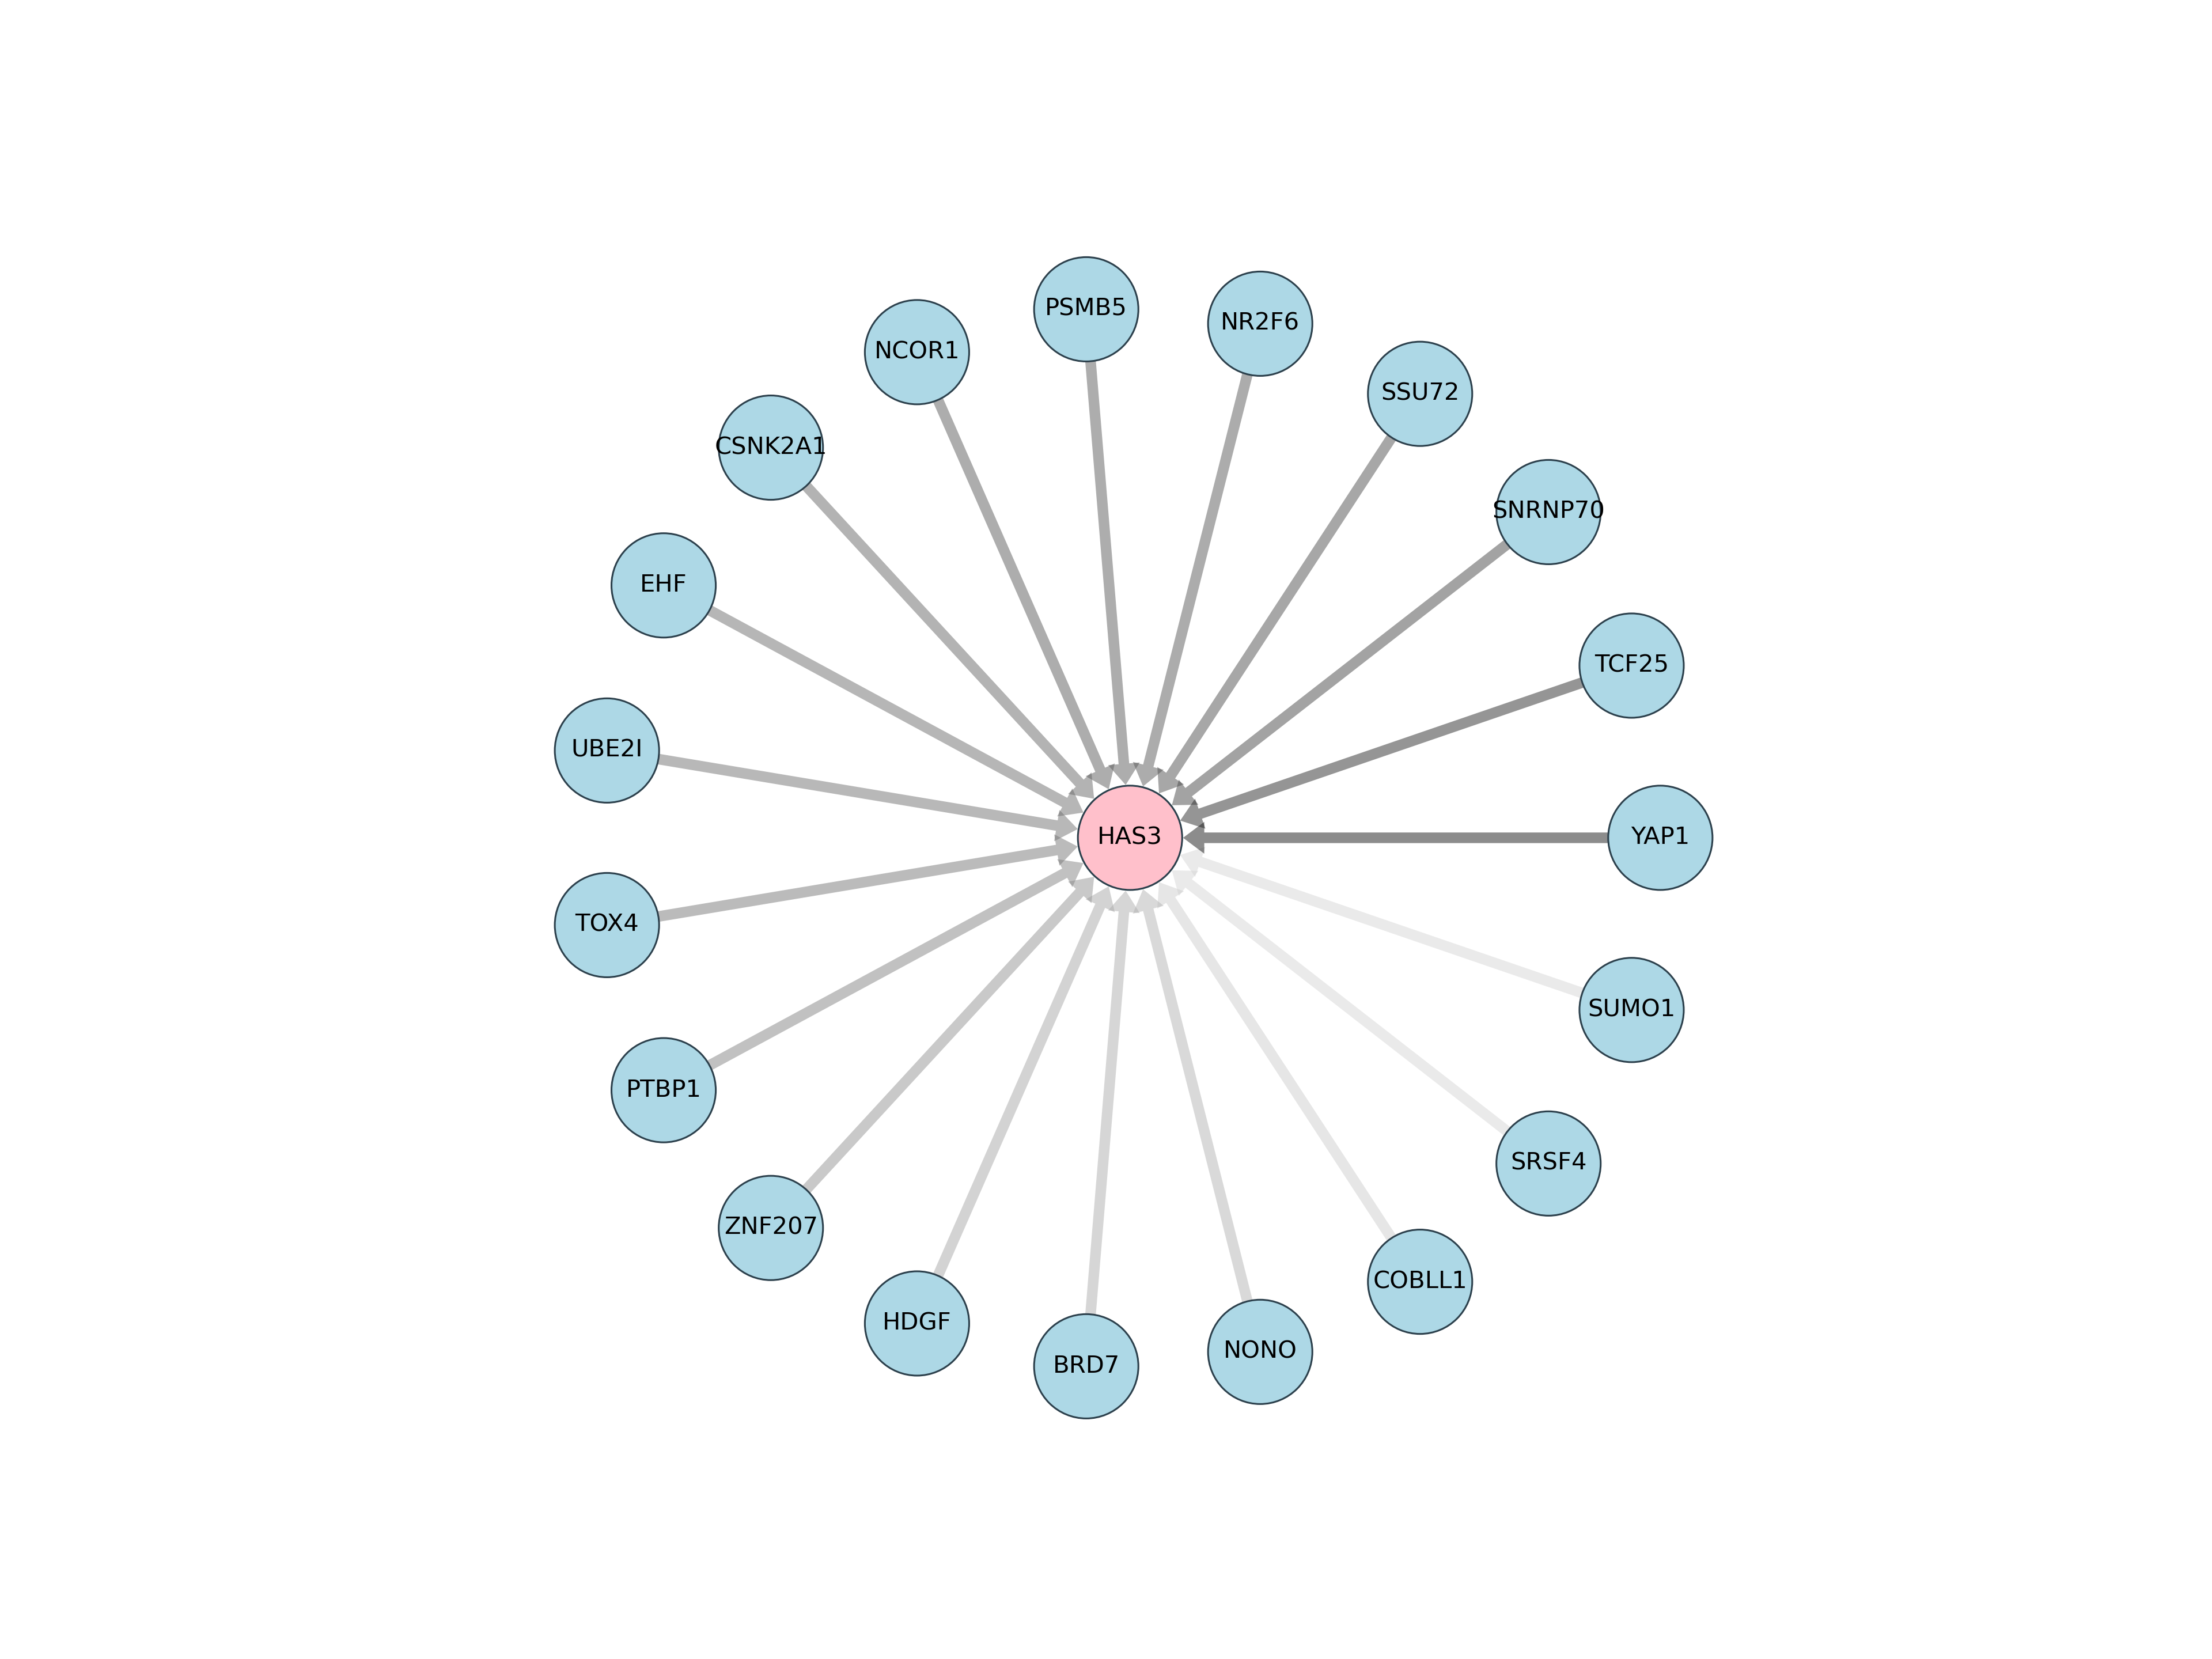 PSMB5
NR2F6
NCOR1
SSU72
CSNK2A1
SNRNP70
EHF
TCF25
UBE2I
HAS3
YAP1
TOX4
SUMO1
PTBP1
SRSF4
ZNF207
COBLL1
HDGF
NONO
BRD7